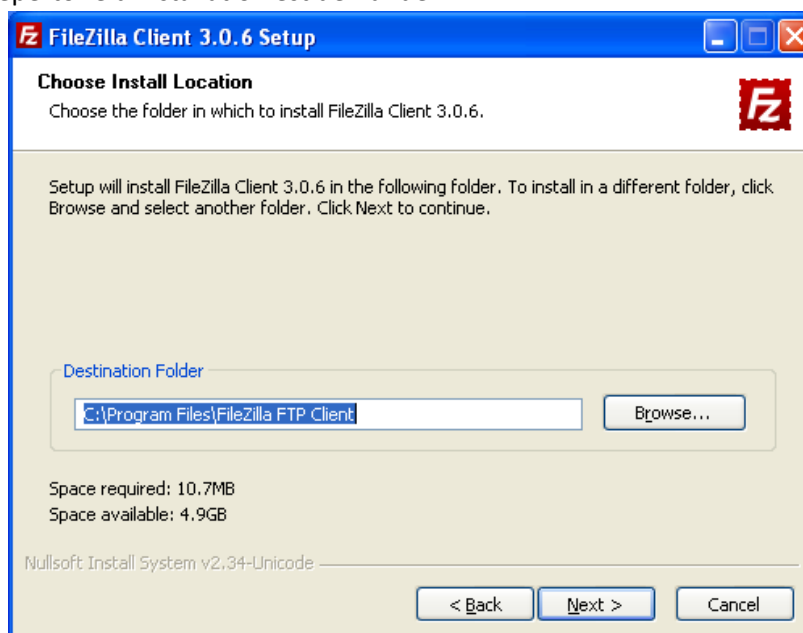 FileZilla Client 3.0.6 Setup
Choose Install Location
Choose the folder in which to install FileZilla Client 3.0.6.
Fz
Setup will install FileZilla Client 3.0.6 in the following folder. To install in a different folder, click
Browse and select another folder. Click Next to continue.
Destination Folder
C:\Program Files\FileZilla FTP Client
Browse...
Space required: 10.7MB
Space available: 4.9GB
Nullsoft Install System v2.34-Unicode
< Back
Next >
Cancel